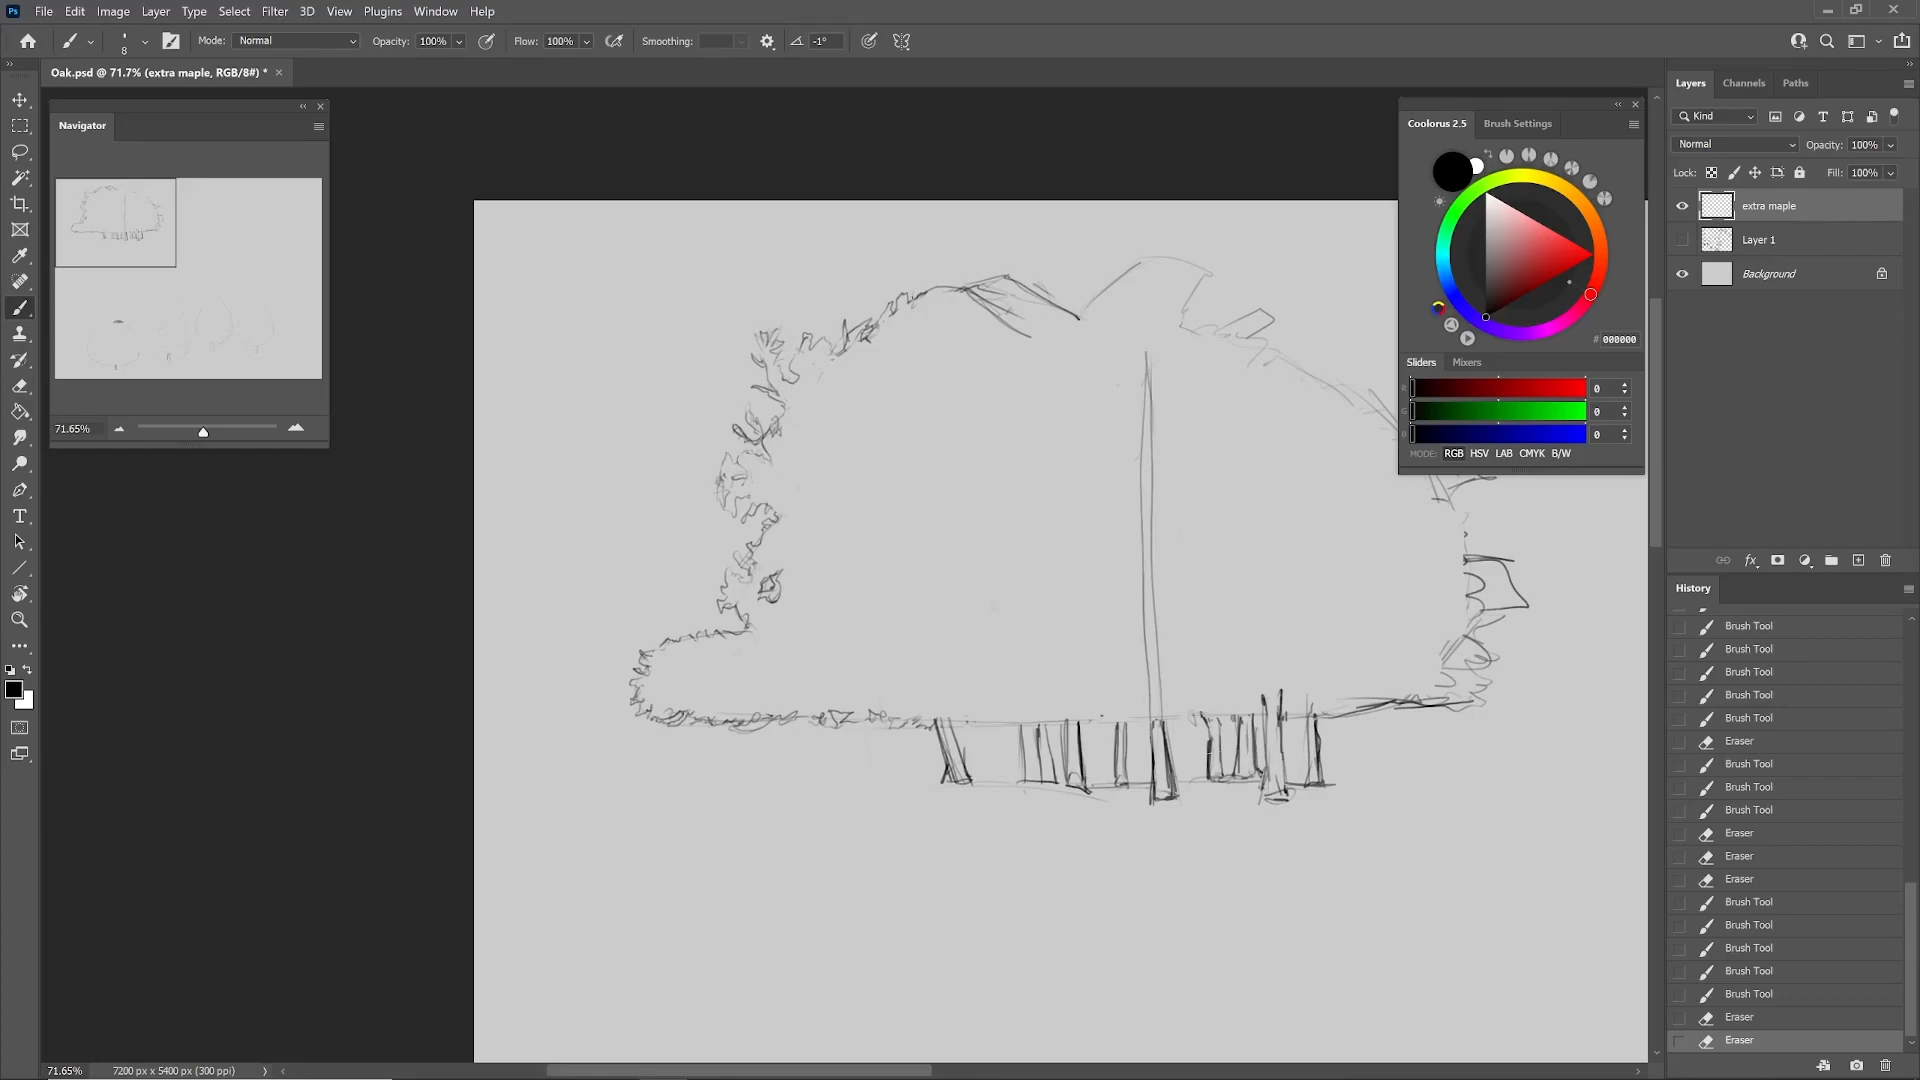 Ps File Edit Image Layer Type Select Filter 3D View Plugins Window Help
8 Mode: Normal Opacity: 100% Flow: 100% Smoothing: -1°
Oak.psd @ 71.7% (extra maple, RGB/8#) *
Navigator
71.65%
Coolorus 2.5 Brush Settings
# 000000
Sliders Mixers
R 0
G 0
B 0
MODE: RGB HSV LAB CMYK B/W
Layers Channels Paths
Kind
Normal Opacity: 100%
Lock: Fill: 100%
extra maple
Layer 1
Background
fx
History
Brush Tool
Brush Tool
Brush Tool
Brush Tool
Brush Tool
Eraser
Brush Tool
Brush Tool
Brush Tool
Eraser
Eraser
Eraser
Brush Tool
Brush Tool
Brush Tool
Brush Tool
Brush Tool
Eraser
Eraser
71.65% 7200 px x 5400 px (300 ppi)